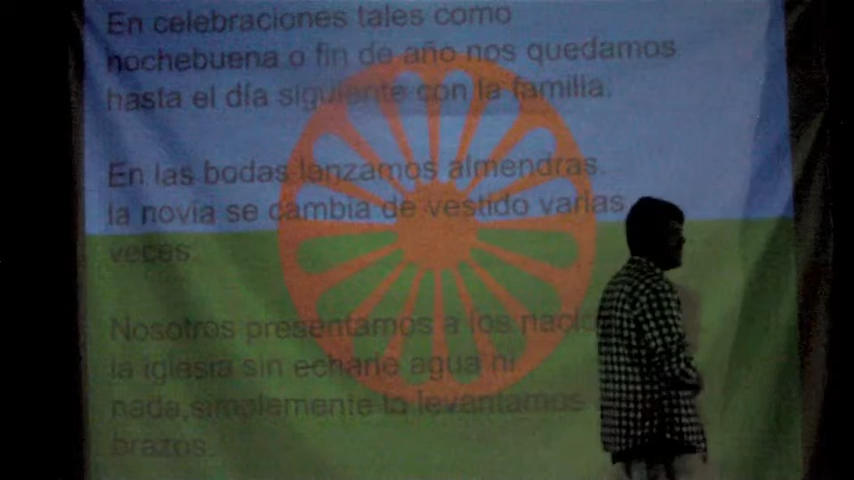 En celebraciones tales como
nochebuena o fin de año nos quedamos
hasta el día siguiente con la familia.
En las bodas lanzamos almendras.
la novia se cambia de vestido varias
veces.
Nosotros presentamos a los
la iglesia sin echarle agua ni
nada,simplemente lo levantamos
brazos.